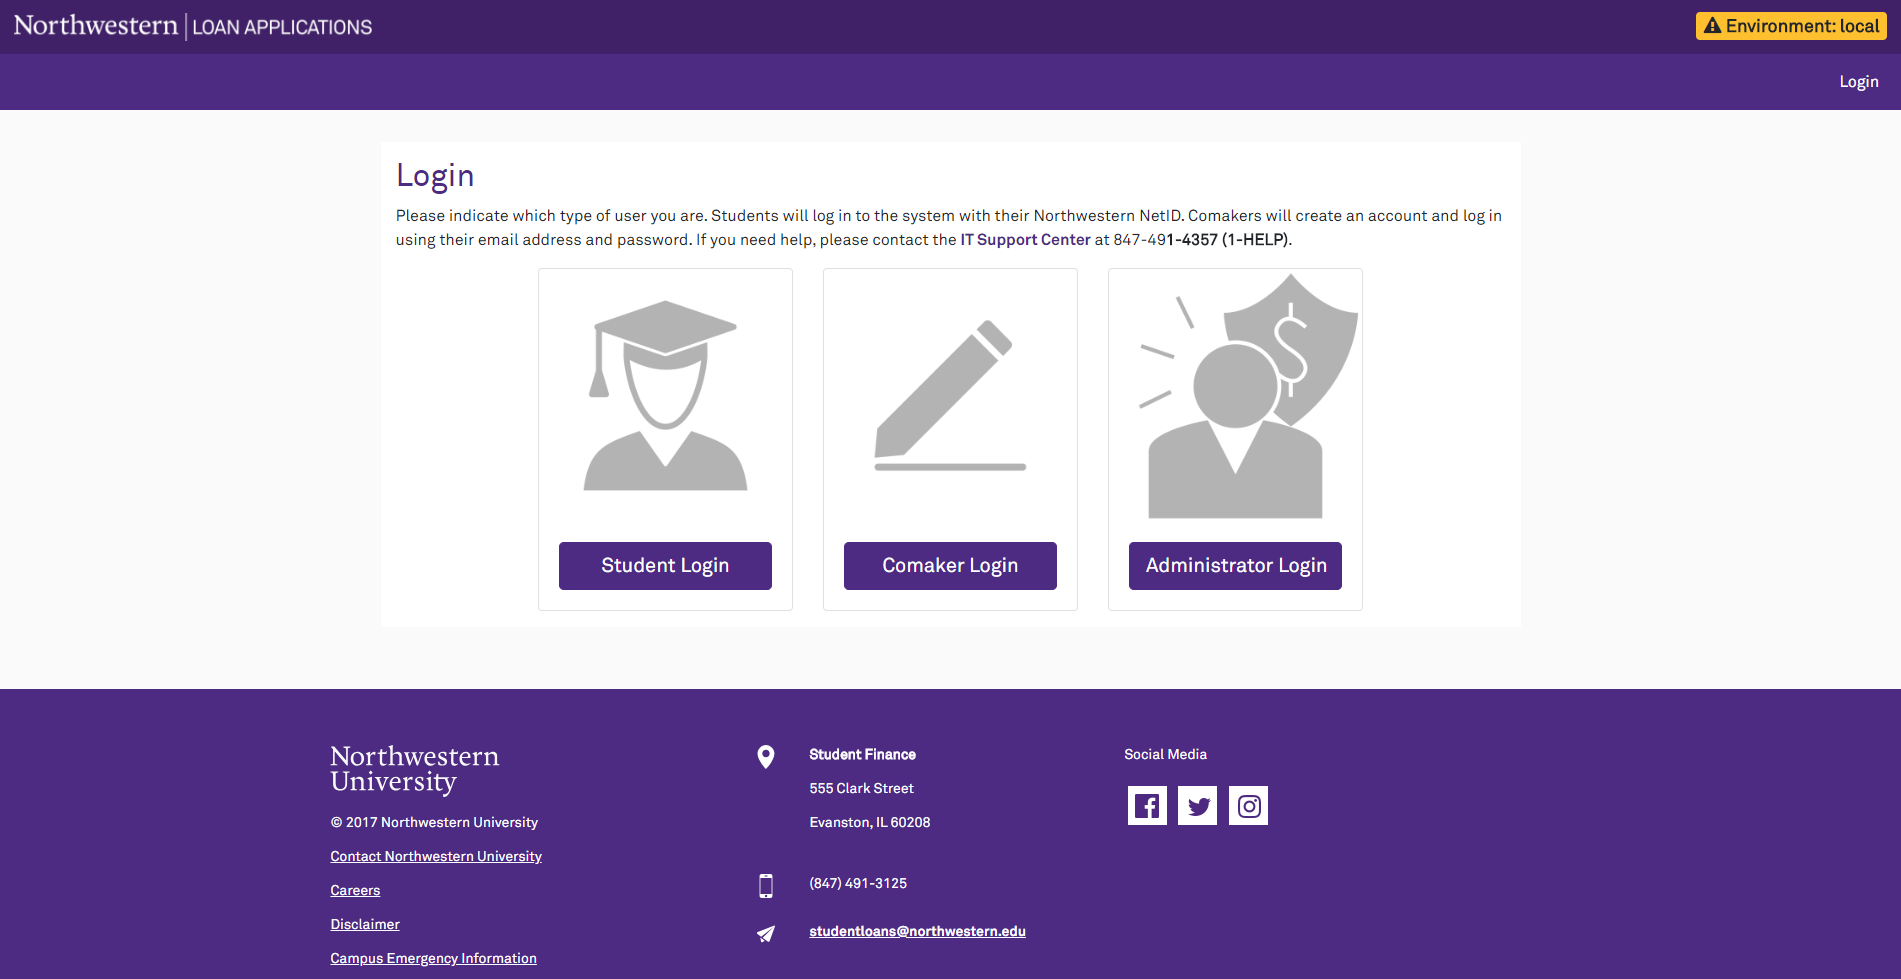 Northwestern | LOAN APPLICATIONS
Environment: local
Login
Login
Please indicate which type of user you are. Students will log in to the system with their Northwestern NetID. Comakers will create an account and log in
using their email address and password. If you need help, please contact the IT Support Center at 847-491-4357 (1-HELP).
$
Student Login
Comaker Login
Administrator Login
Northwestern
University
© 2017 Northwestern University
Contact Northwestern University
Careers
Disclaimer
Campus Emergency Information
Student Finance
555 Clark Street
Evanston, IL 60208
(847) 491-3125
studentloans@northwestern.edu
Social Media